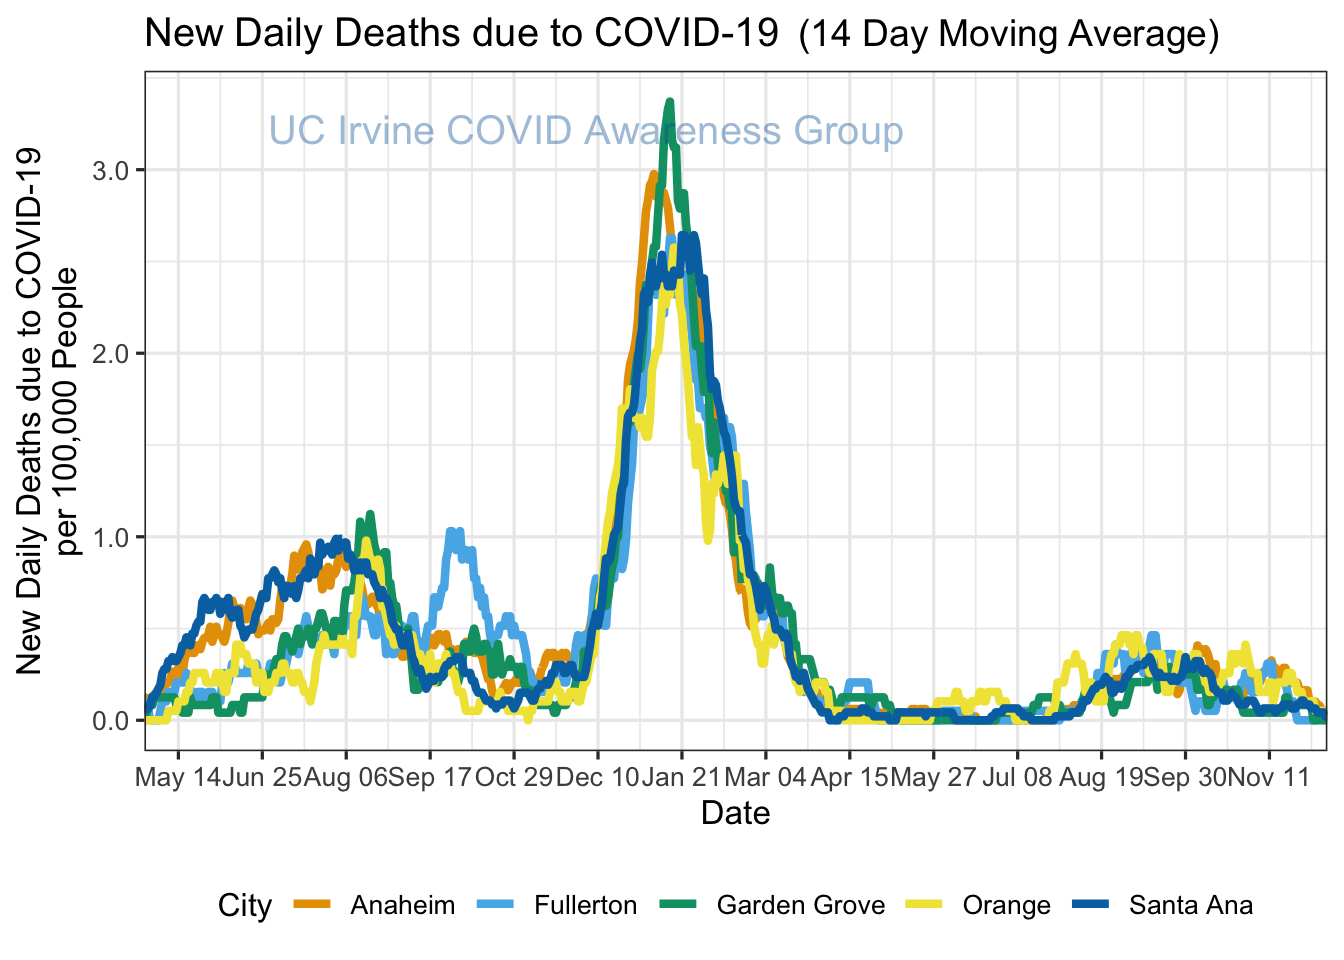 New Daily Deaths due to COVID-19 (14 Day Moving Average)
UC Irvine COVID Awareness Group
New Daily Deaths due to COVID-19
per 100,000 People
3.0
2.0
1.0
0.0
May 14 Jun 25 Aug 06 Sep 17 Oct 29 Dec 10 Jan 21 Mar 04 Apr 15 May 27 Jul 08 Aug 19 Sep 30 Nov 11
Date
City Anaheim Fullerton Garden Grove Orange Santa Ana